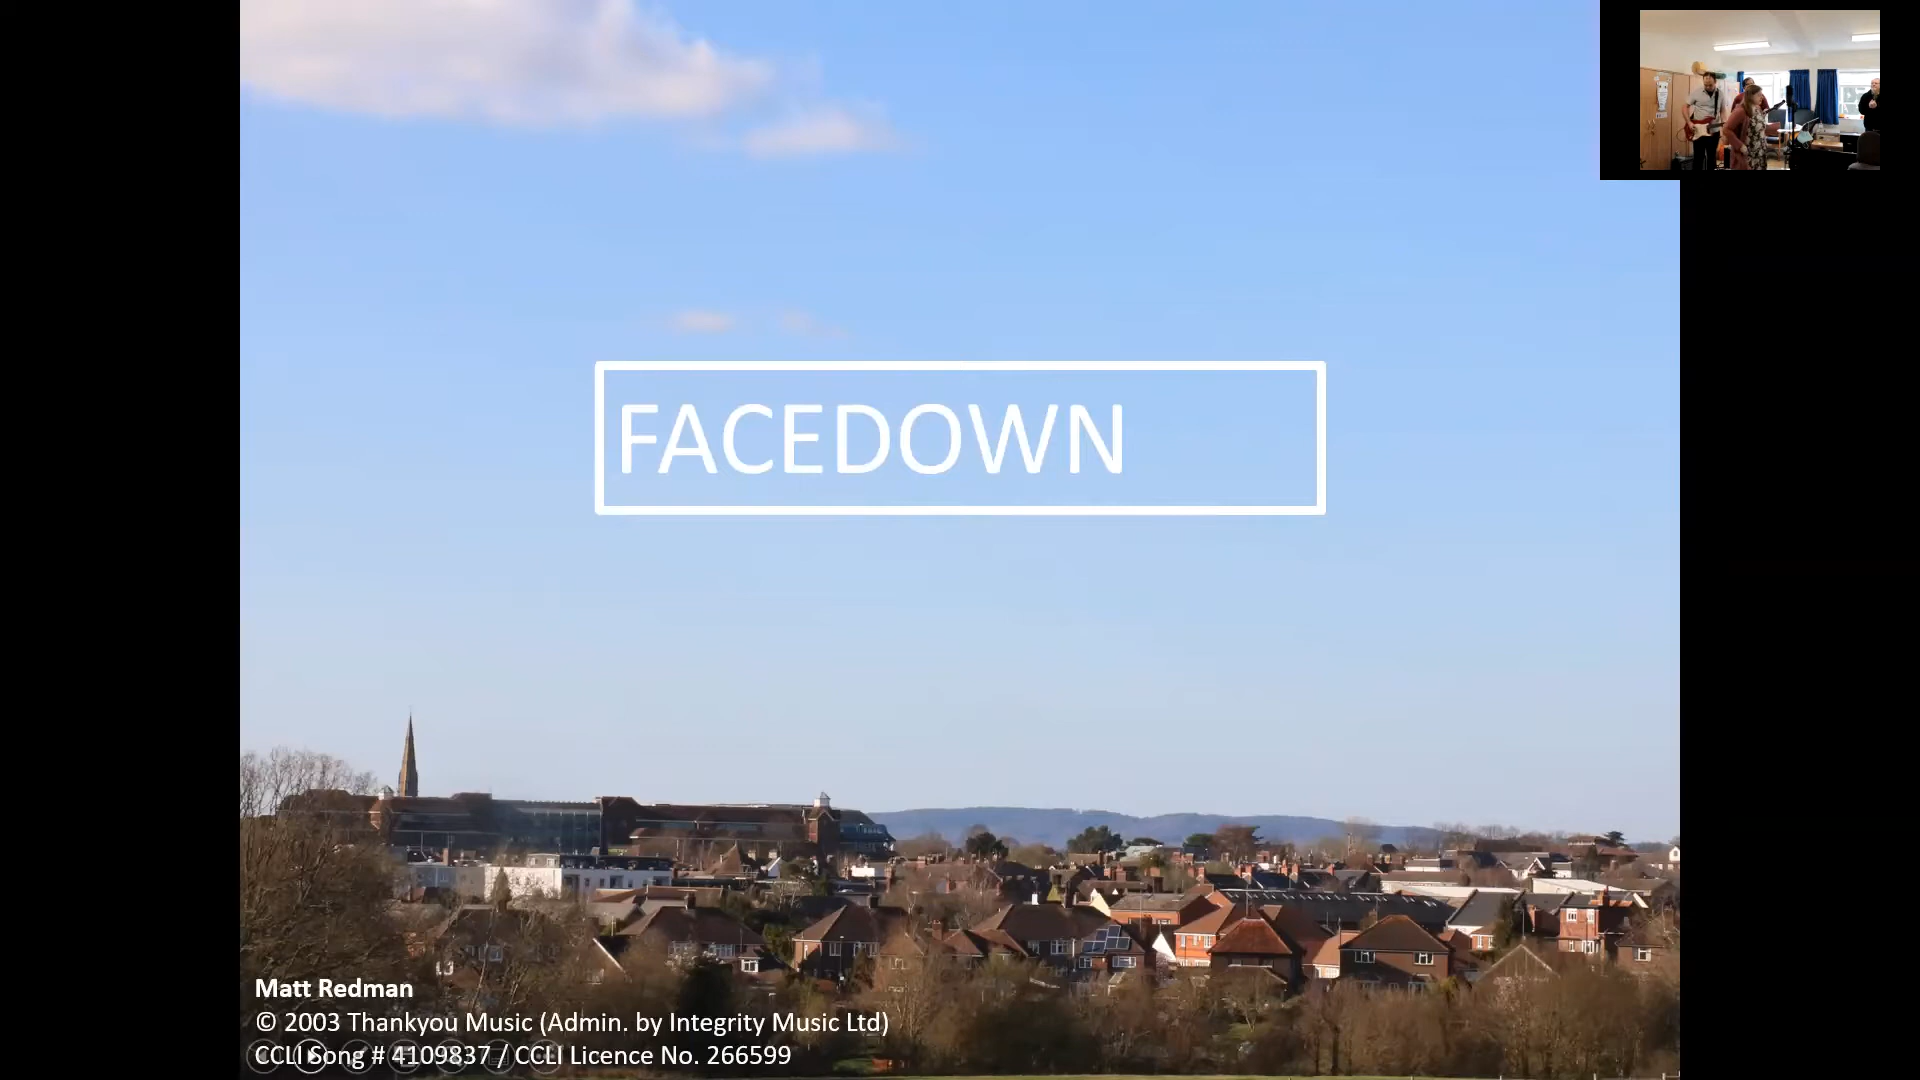 FACEDOWN
Matt Redman
© 2003 Thankyou Music (Admin. by Integrity Music Ltd)
CCLI Song # 4109837 / CCLI Licence No. 266599